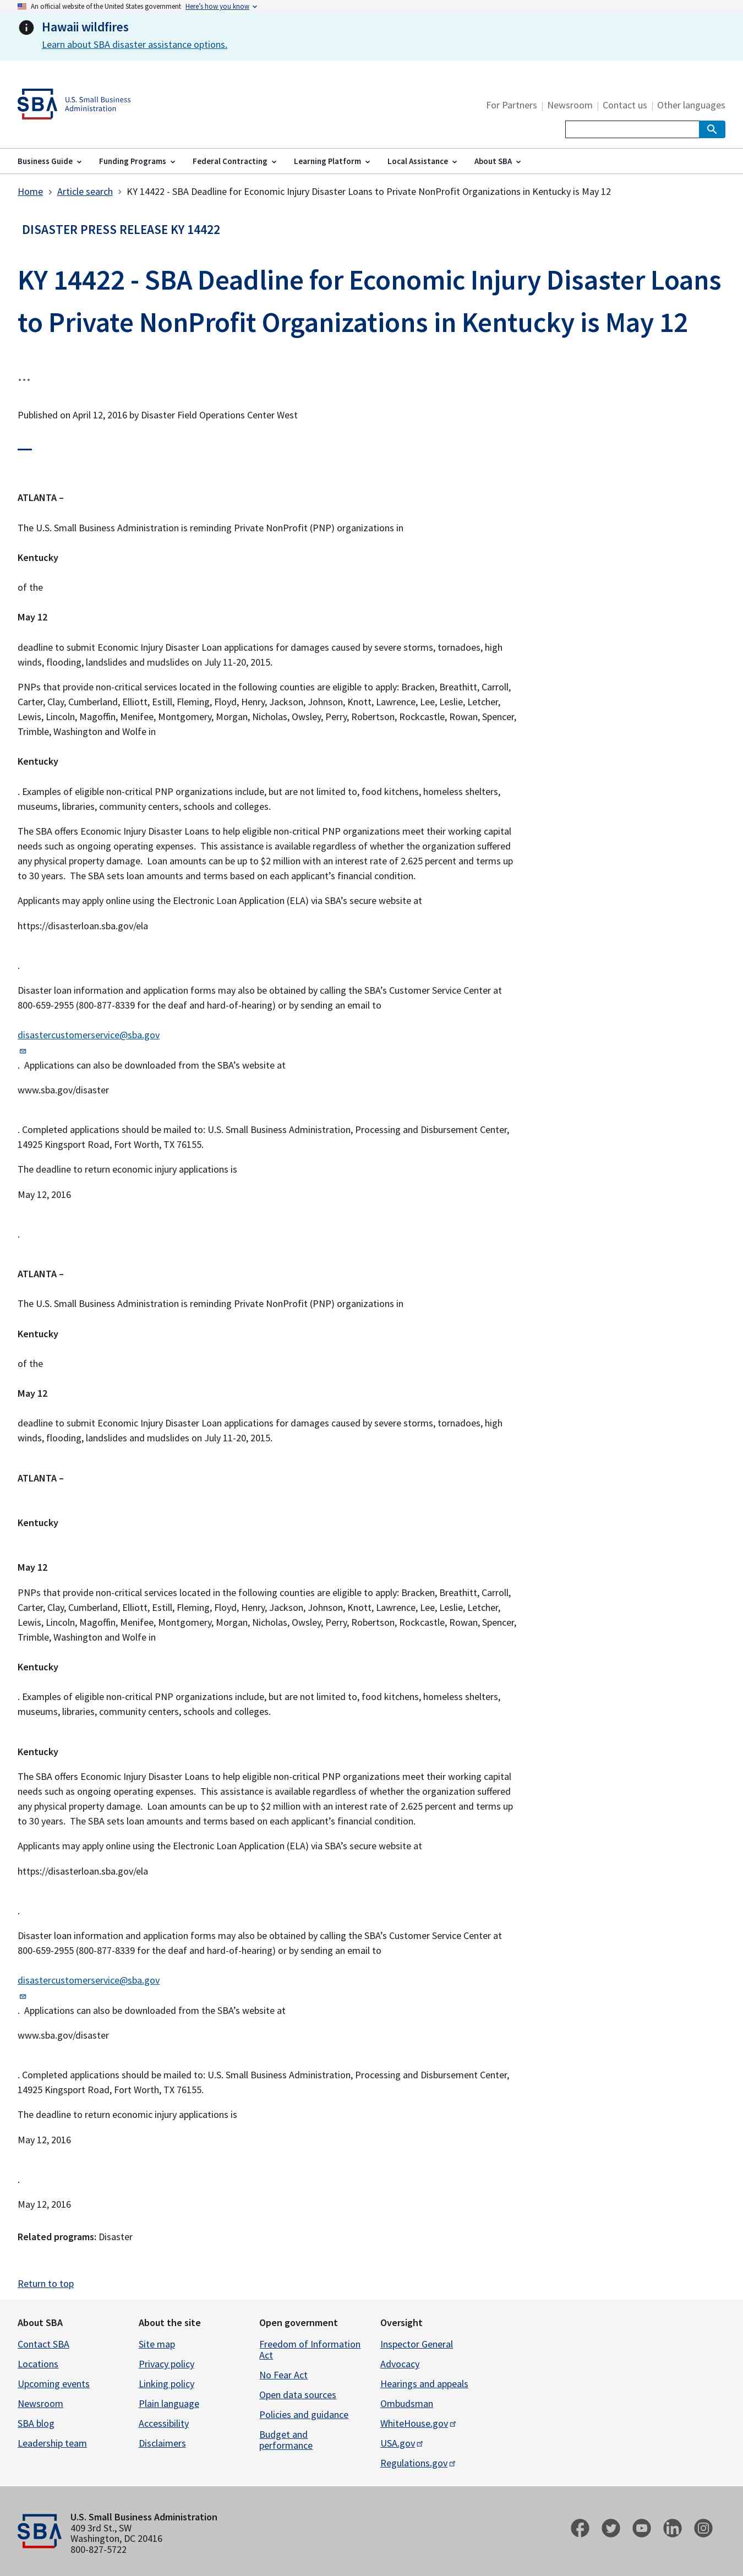 An official website of the United States government Here's how you know
Hawaii wildfires
Learn about SBA disaster assistance options.
SBA
U.S. Small Business
Administration
For Partners | Newsroom | Contact us | Other languages
Business Guide Funding Programs Federal Contracting Learning Platform Local Assistance About SBA
Home > Article search > KY 14422 - SBA Deadline for Economic Injury Disaster Loans to Private NonProfit Organizations in Kentucky is May 12
DISASTER PRESS RELEASE KY 14422
KY 14422 - SBA Deadline for Economic Injury Disaster Loans
to Private NonProfit Organizations in Kentucky is May 12
...
Published on April 12, 2016 by Disaster Field Operations Center West
ATLANTA –
The U.S. Small Business Administration is reminding Private NonProfit (PNP) organizations in
Kentucky
of the
May 12
deadline to submit Economic Injury Disaster Loan applications for damages caused by severe storms, tornadoes, high
winds, flooding, landslides and mudslides on July 11-20, 2015.
PNPs that provide non-critical services located in the following counties are eligible to apply: Bracken, Breathitt, Carroll,
Carter, Clay, Cumberland, Elliott, Estill, Fleming, Floyd, Henry, Jackson, Johnson, Knott, Lawrence, Lee, Leslie, Letcher,
Lewis, Lincoln, Magoffin, Menifee, Montgomery, Morgan, Nicholas, Owsley, Perry, Robertson, Rockcastle, Rowan, Spencer,
Trimble, Washington and Wolfe in
Kentucky
. Examples of eligible non-critical PNP organizations include, but are not limited to, food kitchens, homeless shelters,
museums, libraries, community centers, schools and colleges.
The SBA offers Economic Injury Disaster Loans to help eligible non-critical PNP organizations meet their working capital
needs such as ongoing operating expenses.  This assistance is available regardless of whether the organization suffered
any physical property damage.  Loan amounts can be up to $2 million with an interest rate of 2.625 percent and terms up
to 30 years.  The SBA sets loan amounts and terms based on each applicant's financial condition.
Applicants may apply online using the Electronic Loan Application (ELA) via SBA's secure website at
https://disasterloan.sba.gov/ela
.
Disaster loan information and application forms may also be obtained by calling the SBA's Customer Service Center at
800-659-2955 (800-877-8339 for the deaf and hard-of-hearing) or by sending an email to
disastercustomerservice@sba.gov
.  Applications can also be downloaded from the SBA's website at
www.sba.gov/disaster
. Completed applications should be mailed to: U.S. Small Business Administration, Processing and Disbursement Center,
14925 Kingsport Road, Fort Worth, TX 76155.
The deadline to return economic injury applications is
May 12, 2016
.
ATLANTA –
The U.S. Small Business Administration is reminding Private NonProfit (PNP) organizations in
Kentucky
of the
May 12
deadline to submit Economic Injury Disaster Loan applications for damages caused by severe storms, tornadoes, high
winds, flooding, landslides and mudslides on July 11-20, 2015.
ATLANTA –
Kentucky
May 12
PNPs that provide non-critical services located in the following counties are eligible to apply: Bracken, Breathitt, Carroll,
Carter, Clay, Cumberland, Elliott, Estill, Fleming, Floyd, Henry, Jackson, Johnson, Knott, Lawrence, Lee, Leslie, Letcher,
Lewis, Lincoln, Magoffin, Menifee, Montgomery, Morgan, Nicholas, Owsley, Perry, Robertson, Rockcastle, Rowan, Spencer,
Trimble, Washington and Wolfe in
Kentucky
. Examples of eligible non-critical PNP organizations include, but are not limited to, food kitchens, homeless shelters,
museums, libraries, community centers, schools and colleges.
Kentucky
The SBA offers Economic Injury Disaster Loans to help eligible non-critical PNP organizations meet their working capital
needs such as ongoing operating expenses.  This assistance is available regardless of whether the organization suffered
any physical property damage.  Loan amounts can be up to $2 million with an interest rate of 2.625 percent and terms up
to 30 years.  The SBA sets loan amounts and terms based on each applicant's financial condition.
Applicants may apply online using the Electronic Loan Application (ELA) via SBA's secure website at
https://disasterloan.sba.gov/ela
.
Disaster loan information and application forms may also be obtained by calling the SBA's Customer Service Center at
800-659-2955 (800-877-8339 for the deaf and hard-of-hearing) or by sending an email to
disastercustomerservice@sba.gov
.  Applications can also be downloaded from the SBA's website at
www.sba.gov/disaster
. Completed applications should be mailed to: U.S. Small Business Administration, Processing and Disbursement Center,
14925 Kingsport Road, Fort Worth, TX 76155.
The deadline to return economic injury applications is
May 12, 2016
.
May 12, 2016
Related programs: Disaster
Return to top
About SBA
Contact SBA
Locations
Upcoming events
Newsroom
SBA blog
Leadership team
About the site
Site map
Privacy policy
Linking policy
Plain language
Accessibility
Disclaimers
Open government
Freedom of Information
Act
No Fear Act
Open data sources
Policies and guidance
Budget and
performance
Oversight
Inspector General
Advocacy
Hearings and appeals
Ombudsman
WhiteHouse.gov
USA.gov
Regulations.gov
SBA
U.S. Small Business Administration
409 3rd St., SW
Washington, DC 20416
800-827-5722